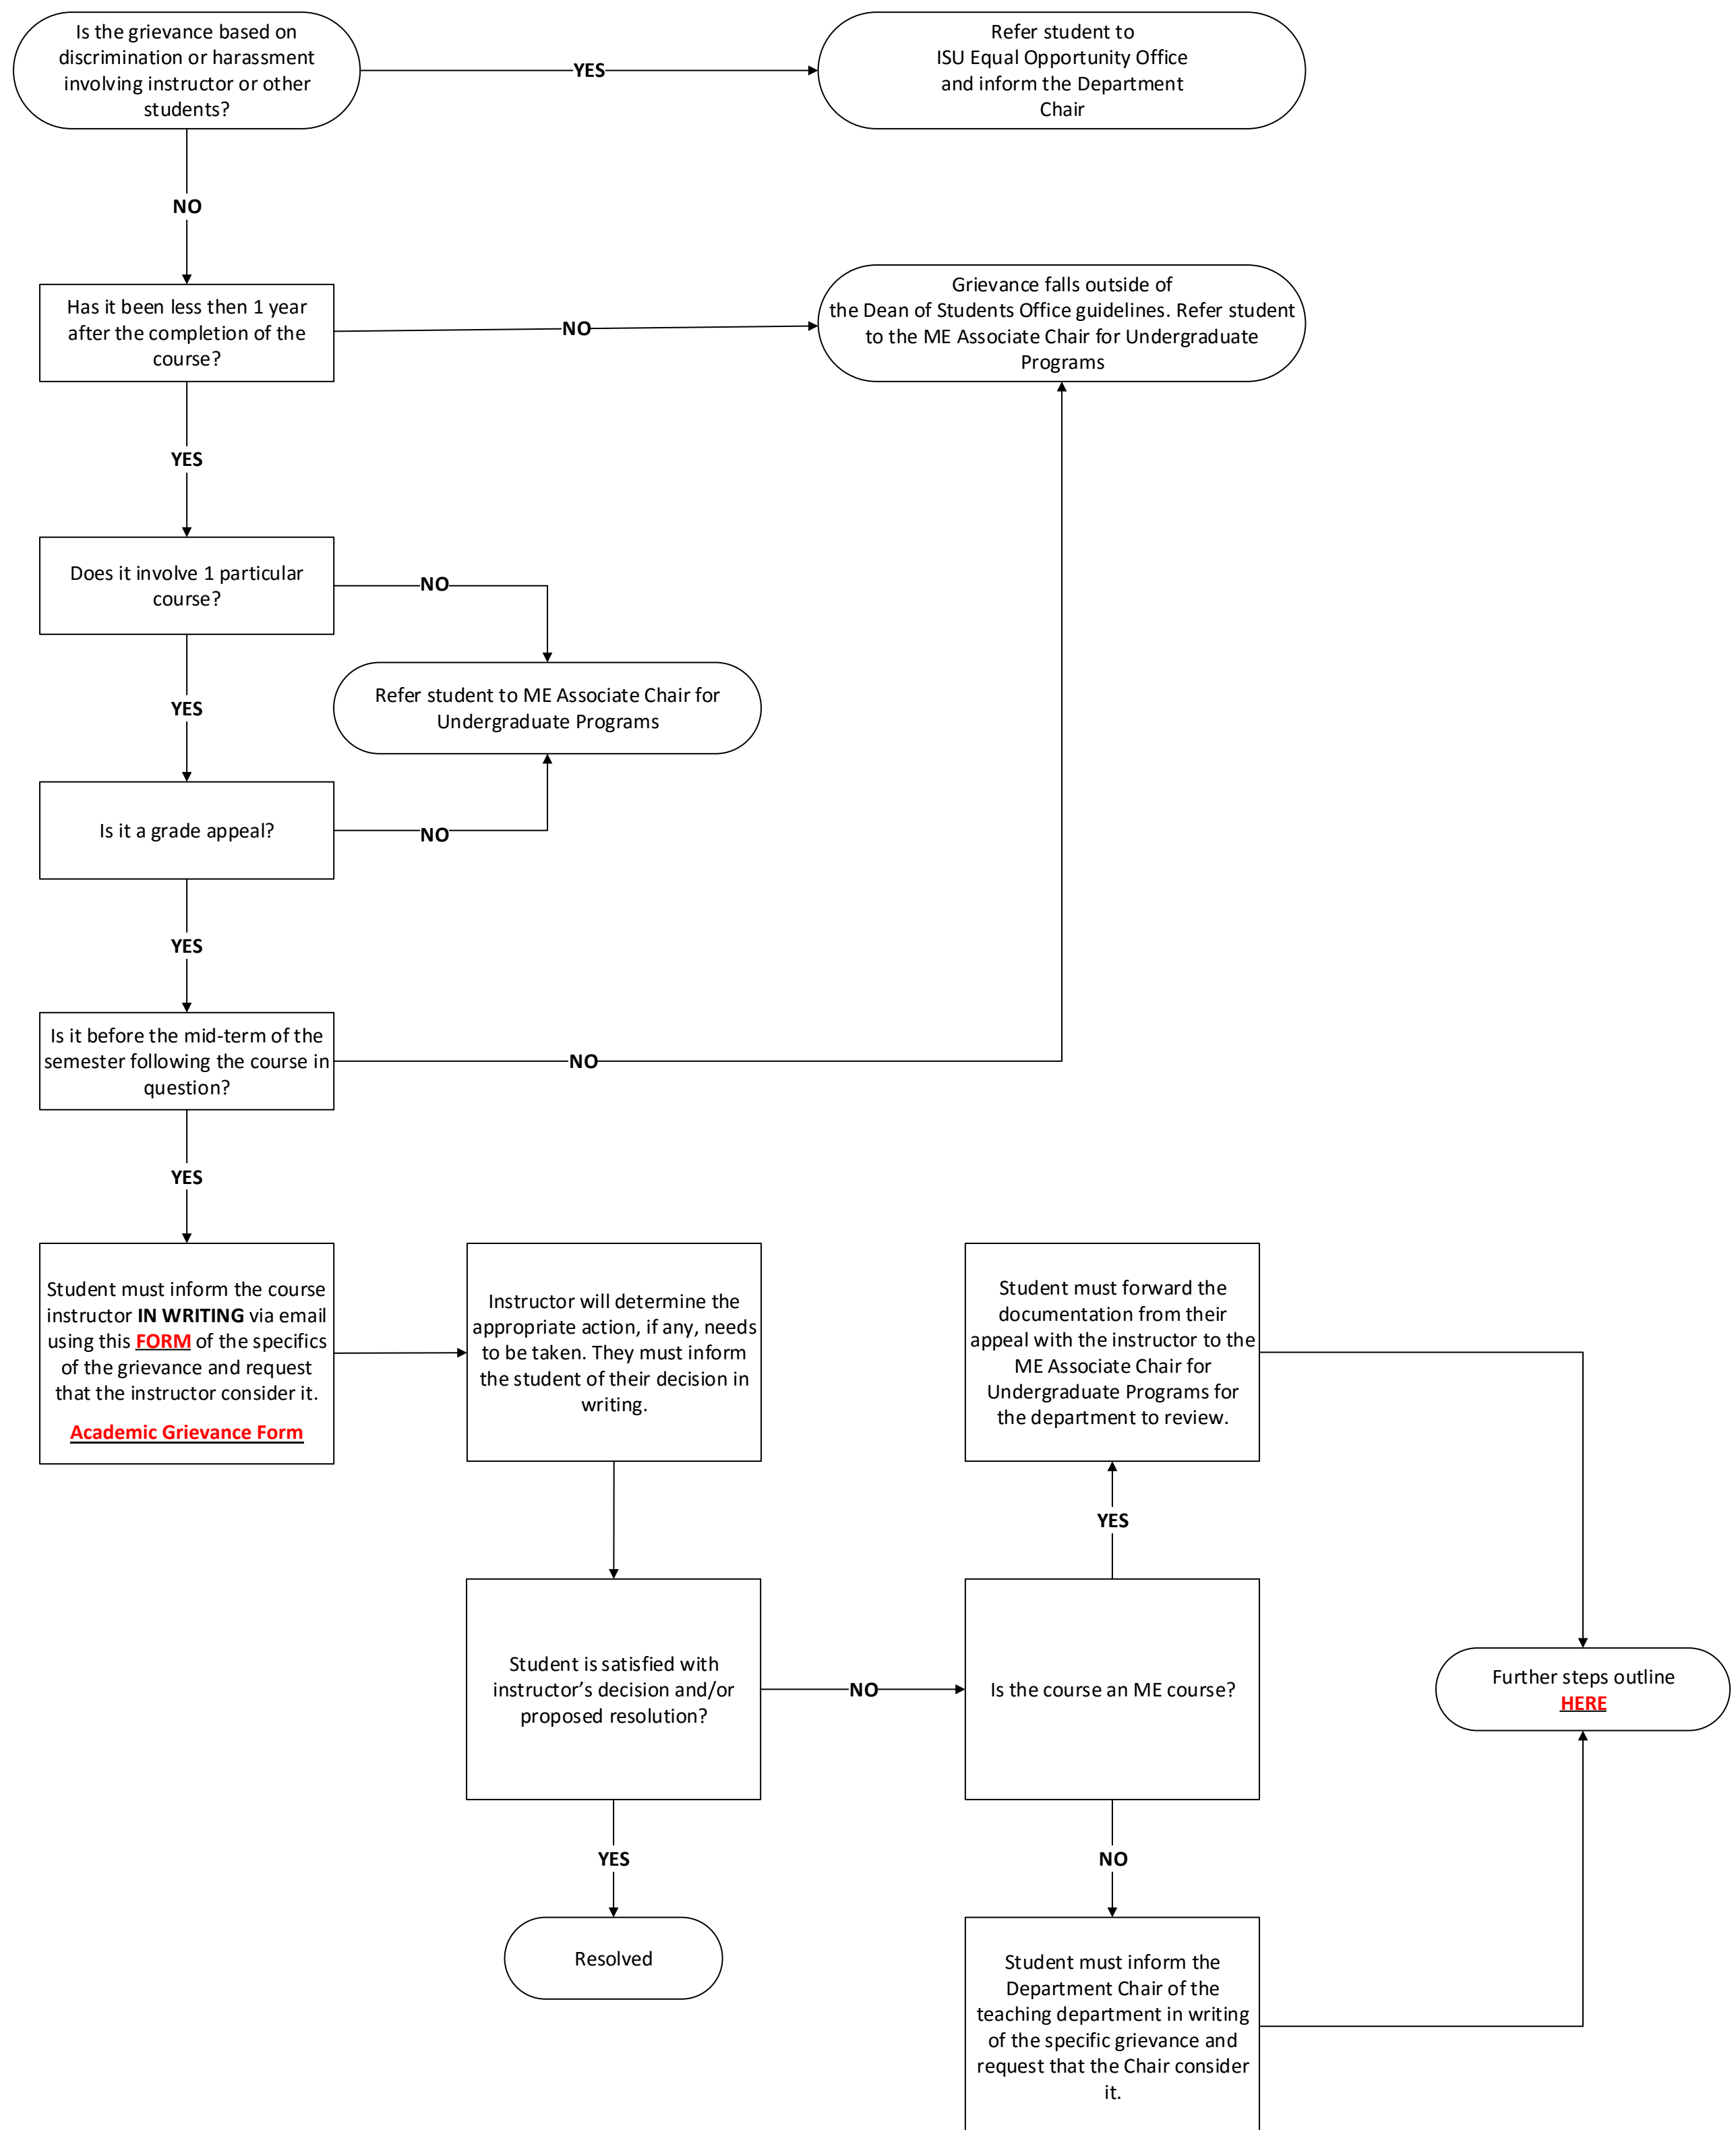 Is the grievance based on
discrimination or harassment
involving instructor or other
students?
YES
Refer student to
ISU Equal Opportunity Office
and inform the Department
Chair
NO
Has it been less then 1 year
after the completion of the
course?
NO
Grievance falls outside of
the Dean of Students Office guidelines. Refer student
to the ME Associate Chair for Undergraduate
Programs
YES
Does it involve 1 particular
course?
NO
Refer student to ME Associate Chair for
Undergraduate Programs
YES
Is it a grade appeal?
NO
YES
Is it before the mid-term of the
semester following the course in
question?
NO
YES
Student must inform the course
instructor IN WRITING via email
using this FORM of the specifics
of the grievance and request
that the instructor consider it.
Academic Grievance Form
Instructor will determine the
appropriate action, if any, needs
to be taken. They must inform
the student of their decision in
writing.
Student must forward the
documentation from their
appeal with the instructor to the
ME Associate Chair for
Undergraduate Programs for
the department to review.
YES
Student is satisfied with
instructor’s decision and/or
proposed resolution?
NO
Is the course an ME course?
Further steps outline
HERE
YES
NO
Resolved
Student must inform the
Department Chair of the
teaching department in writing
of the specific grievance and
request that the Chair consider
it.